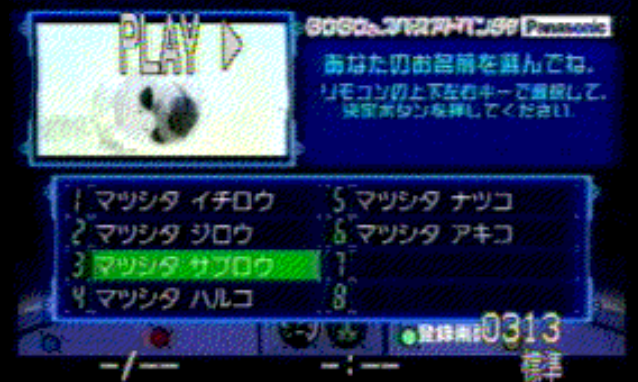 PLAY
Panasonic
あなたのお名前を選んでね。
リモコンの上下左右キーで選択して、
決定ボタンを押してください
1 マツシタ イチロウ
5 マツシタ ナツコ
2 マツシタ ジロウ
6 マツシタ アキコ
3 マツシタ サブロウ
7
4 マツシタ ハルコ
8
登録
0313
標準
-/--
-:--